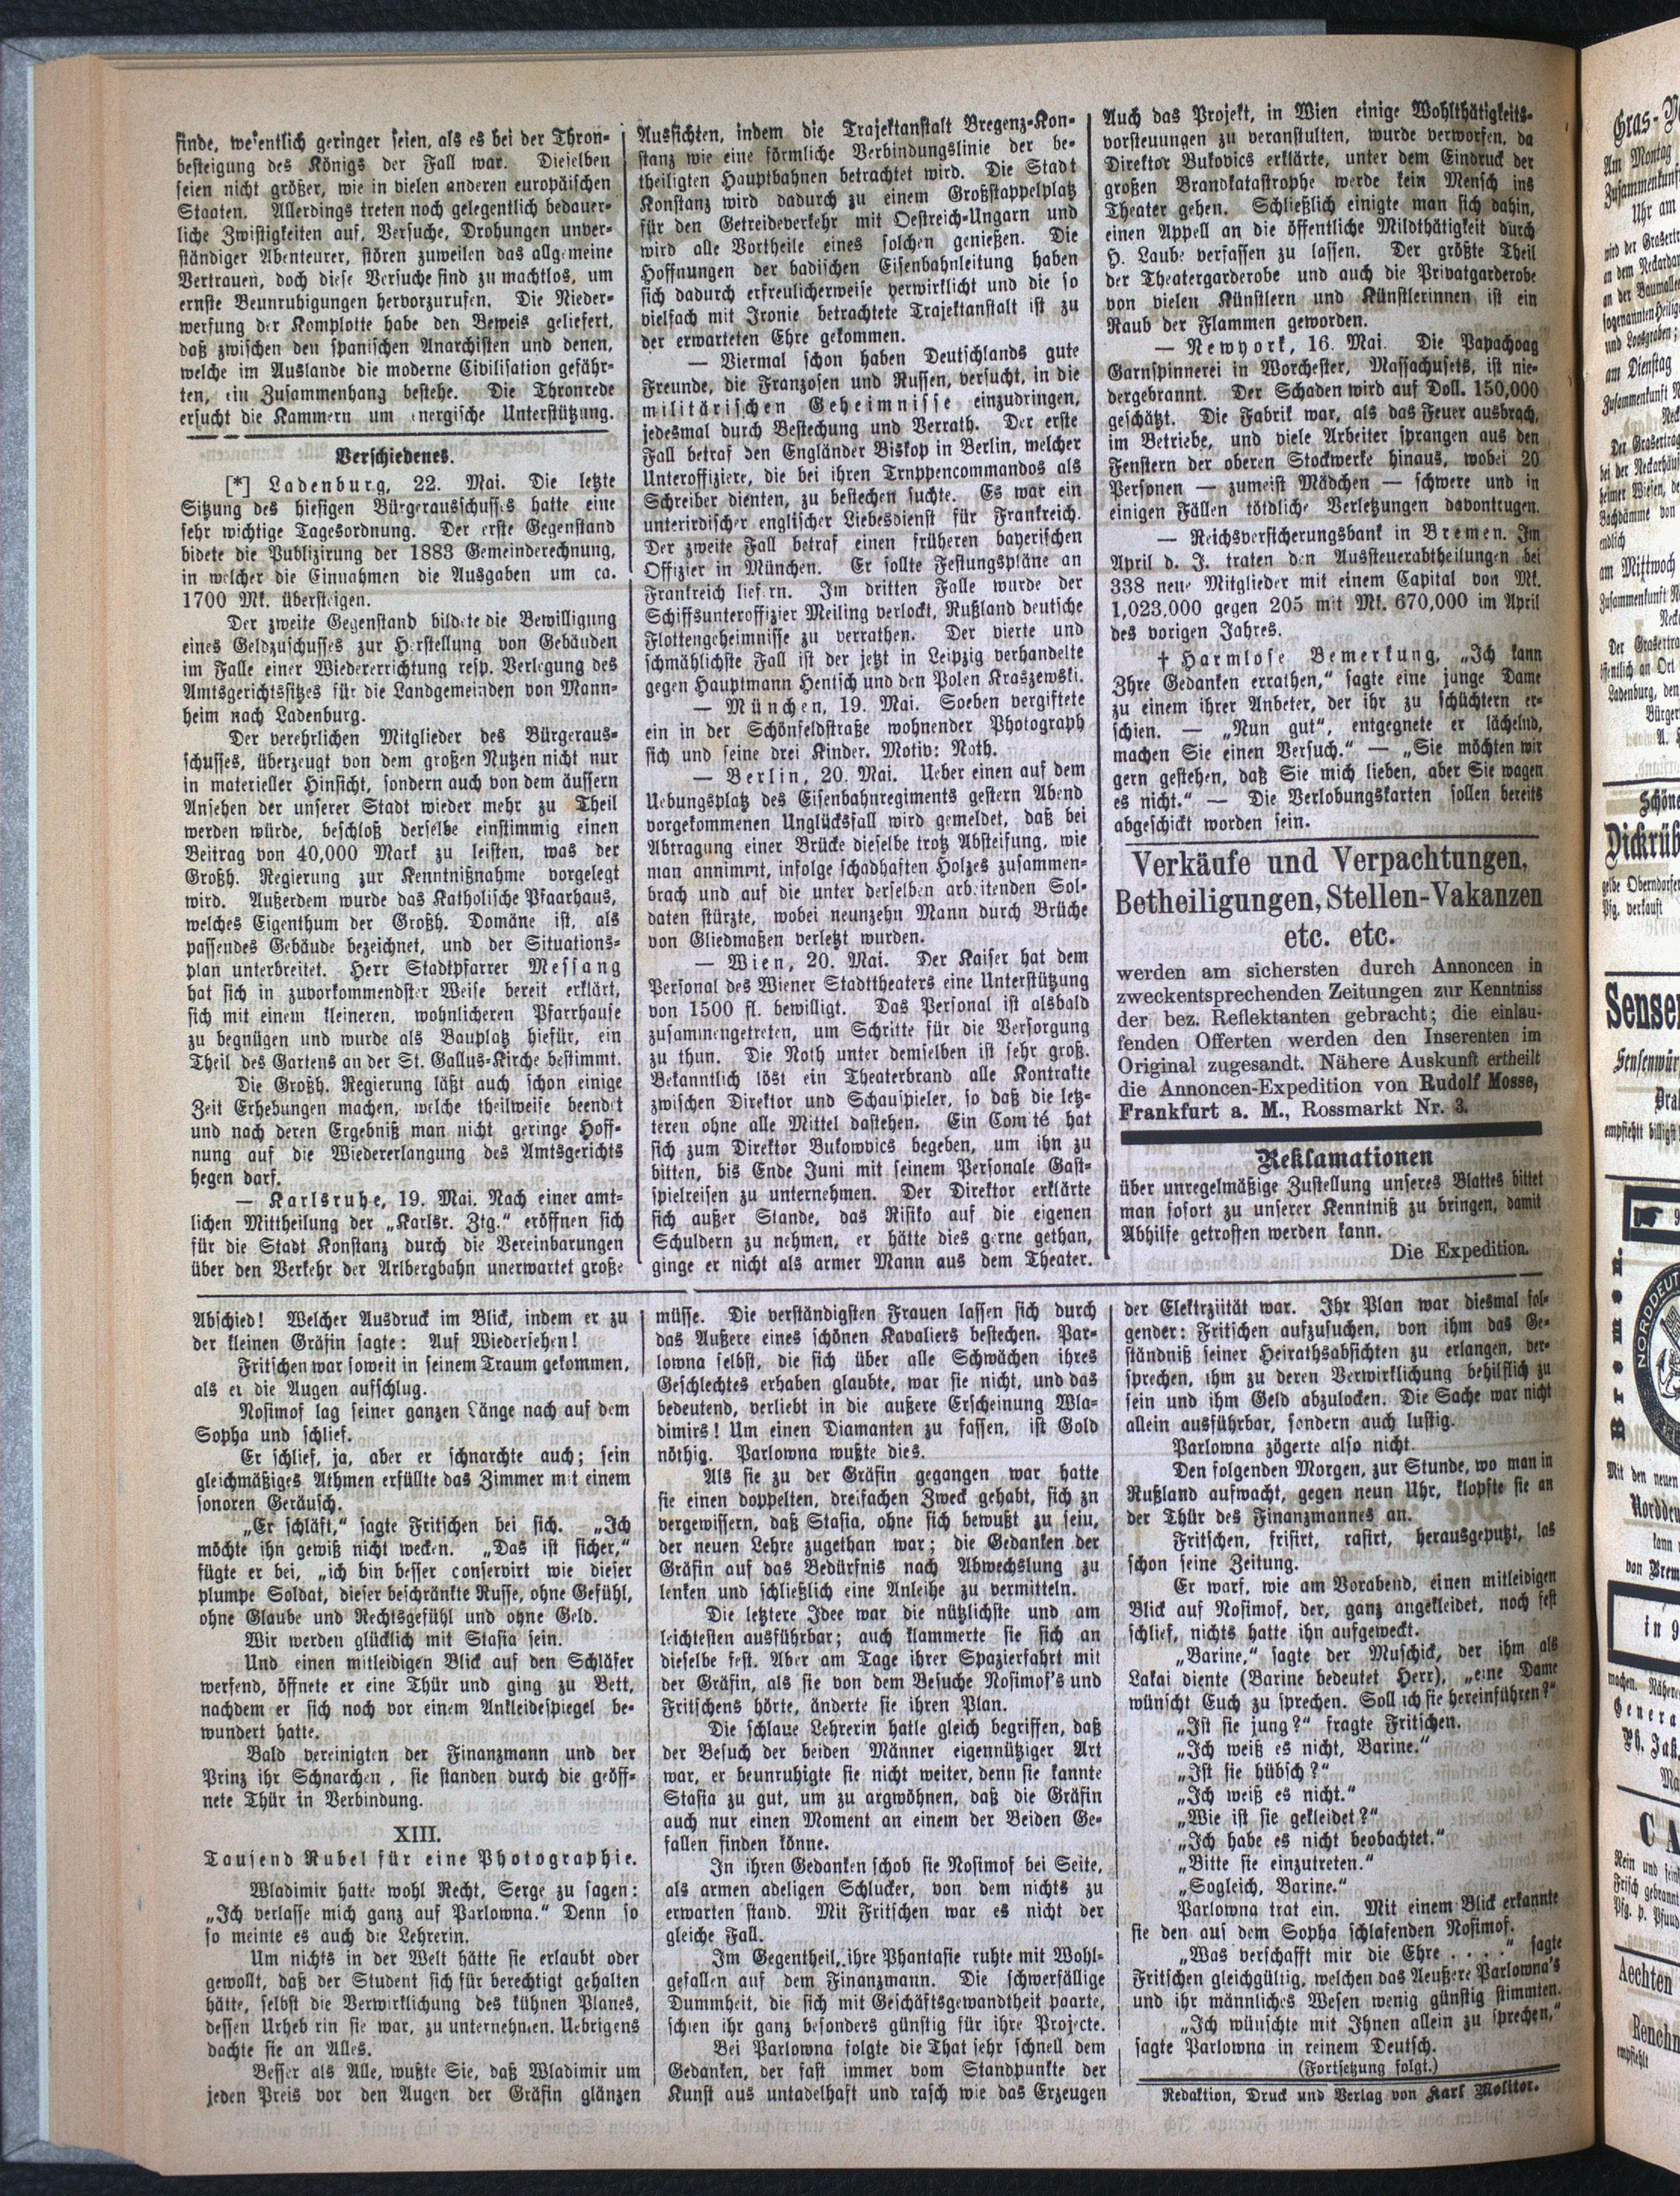 finde, wesentlich geringer seien, als es bei der Thron-
besteigung des Königs der Fall war. Dieselben
seien nicht größer, wie in vielen anderen europäischen
Staaten. Allerdings treten noch gelegentlich bedauer-
liche Zwistigkeiten auf, Versuche, Drohungen unver-
ständiger Abenteurer, stören zuweilen das allgemeine
Vertrauen, doch diese Versuche sind zu machtlos, um
ernste Beunruhigungen hervorzurufen. Die Nieder-
werfung der Komplotte habe den Beweis geliefert,
daß zwischen den spanischen Anarchisten und denen,
welche im Auslande die moderne Civilisation gefähr-
ten, ein Zusammenhang bestehe. Die Thronrede
ersucht die Kammern um energische Unterstützung.
Verschiedenes.
[*] Ladenburg, 22. Mai. Die letzte
Sitzung des hiesigen Bürgerausschusses hatte eine
sehr wichtige Tagesordnung. Der erste Gegenstand
bidete die Publizirung der 1883 Gemeinderechnung,
in welcher die Einnahmen die Ausgaben um ca.
1700 Mk. übersteigen.
Der zweite Gegenstand bildete die Bewilligung
eines Geldzuschusses zur Herstellung von Gebäuden
im Falle einer Wiedererrichtung resp. Verlegung des
Amtsgerichtssitzes für die Landgemeinden von Mann-
heim nach Ladenburg.
Der verehrlichen Mitglieder des Bürgeraus-
schusses, überzeugt von dem großen Nutzen nicht nur
in materieller Hinsicht, sondern auch von dem äussern
Ansehen der unserer Stadt wieder mehr zu Theil
werden würde, beschloß derselbe einstimmig einen
Beitrag von 40,000 Mark zu leisten, was der
Großh. Regierung zur Kenntnißnahme vorgelegt
wird. Außerdem wurde das Katholische Pfaarhaus,
welches Eigenthum der Großh. Domäne ist, als
passendes Gebäude bezeichnet, und der Situations-
plan unterbreitet. Herr Stadtpfarrer Messang
hat sich in zuvorkommendster Weise bereit erklärt,
sich mit einem kleineren, wohnlicheren Pfarrhause
zu begnügen und wurde als Bauplatz hiefür, ein
Theil des Gartens an der St. Gallus-Kirche bestimmt.
Die Großh. Regierung läßt auch schon einige
Zeit Erhebungen machen, welche theilweise beendet
und nach deren Ergebniß man nicht geringe Hoff-
nung auf die Wiedererlangung des Amtsgerichts
hegen darf.
— Karlsruhe, 19. Mai. Nach einer amt-
lichen Mittheilung der „Karlsr. Ztg.“ eröffnen sich
für die Stadt Konstanz durch die Vereinbarungen
über den Verkehr der Arlbergbahn unerwartet große
Aussichten, indem die Trajektanstalt Bregenz-Kon-
stanz wie eine förmliche Verbindungslinie der be-
theiligten Hauptbahnen betrachtet wird. Die Stadt
Konstanz wird dadurch zu einem Großstappelplatz
für den Getreideverkehr mit Oestreich-Ungarn und
wird alle Vortheile eines solchen genießen. Die
Hoffnungen der badischen Eisenbahnleitung haben
sich dadurch erfreulicherweise verwirklicht und die so
vielfach mit Ironie betrachtete Trajektanstalt ist zu
der erwarteten Ehre gekommen.
— Viermal schon haben Deutschlands gute
Freunde, die Franzosen und Russen, versucht, in die
militärischen Geheimnisse einzudringen,
jedesmal durch Bestechung und Verrath. Der erste
Fall betraf den Engländer Biskop in Berlin, welcher
Unteroffiziere, die bei ihren Trnppencommandos als
Schreiber dienten, zu bestechen suchte. Es war ein
unterirdischer englischer Liebesdienst für Frankreich.
Der zweite Fall betraf einen früheren bayerischen
Offizier in München. Er sollte Festungspläne an
Frankreich liefern. Im dritten Falle wurde der
Schiffsunteroffizier Meiling verlockt, Rußland deutsche
Flottengeheimnisse zu verrathen. Der vierte und
schmählichste Fall ist der jetzt in Leipzig verhandelte
gegen Hauptmann Hentsch und den Polen Kraszewski.
— München, 19. Mai. Soeben vergiftete
ein in der Schönfeldstraße wohnender Photograph
sich und seine drei Kinder. Motiv: Noth.
— Berlin, 20. Mai. Ueber einen auf dem
Uebungsplatz des Eisenbahnregiments gestern Abend
vorgekommenen Unglücksfall wird gemeldet, daß bei
Abtragung einer Brücke dieselbe trotz Absteifung, wie
man annimmt, infolge schadhaften Holzes zusammen-
brach und auf die unter derselben arbeitenden Sol-
daten stürzte, wobei neunzehn Mann durch Brüche
von Gliedmaßen verletzt wurden.
— Wien, 20. Mai. Der Kaiser hat dem
Personal des Wiener Stadttheaters eine Unterstützung
von 1500 fl. bewilligt. Das Personal ist alsbald
zusammengetreten, um Schritte für die Versorgung
zu thun. Die Noth unter demselben ist sehr groß.
Bekanntlich löst ein Theaterbrand alle Kontrakte
zwischen Direktor und Schauspieler, so daß die letz-
teren ohne alle Mittel dastehen. Ein Comité hat
sich zum Direktor Bukowics begeben, um ihn zu
bitten, bis Ende Juni mit seinem Personale Gast-
spielreisen zu unternehmen. Der Direktor erklärte
sich außer Stande, das Risiko auf die eigenen
Schuldern zu nehmen, er hätte dies gerne gethan,
ginge er nicht als armer Mann aus dem Theater.
Auch das Projekt, in Wien einige Wohlthätigkeits-
vorsteuungen zu veranstulten, wurde verworfen, da
Direktor Bukovics erklärte, unter dem Eindruck der
großen Brandkatastrophe werde kein Mensch ins
Theater gehen. Schließlich einigte man sich dahin,
einen Appell an die öffentliche Mildthätigkeit durch
H. Laube verfassen zu lassen. Der größte Theil
der Theatergarderobe und auch die Privatgarderobe
von vielen Künstlern und Künstlerinnen ist ein
Raub der Flammen geworden.
— Newyork, 16. Mai. Die Papachoag
Garnspinnerei in Worchester, Massachusets, ist nie-
dergebrannt. Der Schaden wird auf Doll. 150,000
geschätzt. Die Fabrik war, als das Feuer ausbrach,
im Betriebe, und viele Arbeiter sprangen aus den
Fenstern der oberen Stockwerke hinaus, wobei 20
Personen — zumeist Mädchen — schwere und in
einigen Fällen tödtliche Verletzungen davontrugen.
— Reichsversicherungsbank in Bremen. Im
April d. J. traten den Aussteuerabtheilungen bei
338 neue Mitglieder mit einem Capital von Mk.
1,023,000 gegen 205 mit Mk. 670,000 im April
des vorigen Jahres.
† Harmlose Bemerkung. „Ich kann
Ihre Gedanken errathen,“ sagte eine junge Dame
zu einem ihrer Anbeter, der ihr zu schüchtern er-
schien. — „Nun gut“, entgegnete er lächelnd,
machen Sie einen Versuch.“ — „Sie möchten mir
gern gestehen, daß Sie mich lieben, aber Sie wagen
es nicht.“ — Die Verlobungskarten sollen bereits
abgeschickt worden sein.
Verkäufe und Verpachtungen,
Betheiligungen, Stellen-Vakanzen
etc. etc.
werden am sichersten durch Annoncen in
zweckentsprechenden Zeitungen zur Kenntniss
der bez. Reflektanten gebracht; die einlau-
fenden Offerten werden den Inserenten im
Original zugesandt. Nähere Auskunft ertheilt
die Annoncen-Expedition von Rudolf Mosse,
Frankfurt a. M., Rossmarkt Nr. 3.
Reklamationen
über unregelmäßige Zustellung unseres Blattes bittet
man sofort zu unserer Kenntniß zu bringen, damit
Abhilfe getroffen werden kann.
Die Expedition.
Abschied! Welcher Ausdruck im Blick, indem er zu
der kleinen Gräfin sagte: Auf Wiedersehen!
Fritschen war soweit in seinem Traum gekommen,
als er die Augen aufschlug.
Nosimof lag seiner ganzen Länge nach auf dem
Sopha und schlief.
Er schlief, ja, aber er schnarchte auch; sein
gleichmäßiges Athmen erfüllte das Zimmer mit einem
sonoren Geräusch.
„Er schläft,“ sagte Fritschen bei sich. „Ich
möchte ihn gewiß nicht wecken. „Das ist sicher,“
fügte er bei, „ich bin besser conservirt wie dieser
plumpe Soldat, dieser beschränkte Russe, ohne Gefühl,
ohne Glaube und Rechtsgefühl und ohne Geld.
Wir werden glücklich mit Stasia sein.
Und einen mitleidigen Blick auf den Schläfer
werfend, öffnete er eine Thür und ging zu Bett,
nachdem er sich noch vor einem Ankleidespiegel be-
wundert hatte.
Bald vereinigten der Finanzmann und der
Prinz ihr Schnarchen, sie standen durch die geöff-
nete Thür in Verbindung.
XIII.
Tausend Rubel für eine Photographie.
Wladimir hatte wohl Recht, Serge zu sagen:
„Ich verlasse mich ganz auf Parlowna.“ Denn so
so meinte es auch die Lehrerin.
Um nichts in der Welt hätte sie erlaubt oder
gewollt, daß der Student sich für berechtigt gehalten
hätte, selbst die Verwirklichung des kühnen Planes,
dessen Urheb rin sie war, zu unternehmen. Uebrigens
dachte sie an Alles.
Besser als Alle, wußte Sie, daß Wladimir um
jeden Preis vor den Augen der Gräfin glänzen
müsse. Die verständigsten Frauen lassen sich durch
das Äußere eines schönen Kavaliers bestechen. Par-
lowna selbst, die sich über alle Schwächen ihres
Geschlechtes erhaben glaubte, war sie nicht, und das
bedeutend, verliebt in die äußere Erscheinung Wla-
dimirs! Um einen Diamanten zu fassen, ist Gold
nöthig. Parlowna wußte dies.
Als sie zu der Gräfin gegangen war hatte
sie einen doppelten, dreifachen Zweck gehabt, sich zu
vergewissern, daß Stasia, ohne sich bewußt zu sein,
der neuen Lehre zugethan war; die Gedanken der
Gräfin auf das Bedürfnis nach Abwechslung zu
lenken und schließlich eine Anleihe zu vermitteln.
Die letztere Idee war die nützlichste und am
leichtesten ausführbar; auch klammerte sie sich an
dieselbe fest. Aber am Tage ihrer Spazierfahrt mit
der Gräfin, als sie von dem Besuche Nosimof's und
Fritschens hörte, änderte sie ihren Plan.
Die schlaue Lehrerin hatle gleich begriffen, daß
der Besuch der beiden Männer eigennütziger Art
war, er beunruhigte sie nicht weiter, denn sie kannte
Stasia zu gut, um zu argwöhnen, daß die Gräfin
auch nur einen Moment an einem der Beiden Ge-
fallen finden könne.
In ihren Gedanken schob sie Nosimof bei Seite,
als armen adeligen Schlucker, von dem nichts zu
erwarten stand. Mit Fritschen war es nicht der
gleiche Fall.
Im Gegentheil, ihre Phantasie ruhte mit Wohl-
gefallen auf dem Finanzmann. Die schwerfällige
Dummheit, die sich mit Geschäftsgewandtheit paarte,
schien ihr ganz besonders günstig für ihre Projecte.
Bei Parlowna folgte die That sehr schnell dem
Gedanken, der fast immer vom Standpunkte der
Kunst aus untadelhaft und rasch wie das Erzeugen
der Elektrziität war. Ihr Plan war diesmal fol-
gender: Fritschen aufzusuchen, von ihm das Ge-
ständniß seiner Heirathsabsichten zu erlangen, ver-
sprechen, ihm zu deren Verwirklichung behilflich zu
sein und ihm Geld abzulocken. Die Sache war nicht
allein ausführbar, sondern auch lustig.
Parlowna zögerte also nicht.
Den folgenden Morgen, zur Stunde, wo man in
Rußland aufwacht, gegen neun Uhr, klopfte sie an
der Thür des Finanzmannes an.
Fritschen, frisirt, rasirt, herausgeputzt, las
schon seine Zeitung.
Er warf, wie am Vorabend, einen mitleidigen
Blick auf Nosimof, der, ganz angekleidet, noch fest
schlief, nichts hatte ihn aufgeweckt.
„Barine,“ sagte der Muschick, der ihm als
Lakai diente (Barine bedeutet Herr), „eine Dame
wünscht Euch zu sprechen. Soll ich sie hereinführen?“
„Ist sie jung?“ fragte Fritschen.
„Ich weiß es nicht, Barine.“
„Ist sie hübsch?“
„Ich weiß es nicht.“
„Wie ist sie gekleidet?“
„Ich habe es nicht beobachtet.“
„Bitte sie einzutreten.“
„Sogleich, Barine.“
Parlowna trat ein. Mit einem Blick erkannte
sie den auf dem Sopha schlafenden Nosimof.
„Was verschafft mir die Ehre . . . .“ sagte
Fritschen gleichgültig, welchen das Aeußere Parlowna's
und ihr männliches Wesen wenig günstig stimmten.
„Ich wünschte mit Ihnen allein zu sprechen,“
sagte Parlowna in reinem Deutsch.
(Fortsetzung folgt.)
Redaktion, Druck und Verlag von Karl Molitor.
Am Montag
Uhr am
am Dienstag
am Mittwoch
Ladenburg, den
Bremen.
NORDDEU
Mit den neuen
in 9
Genera
Aechten
empfiehlt